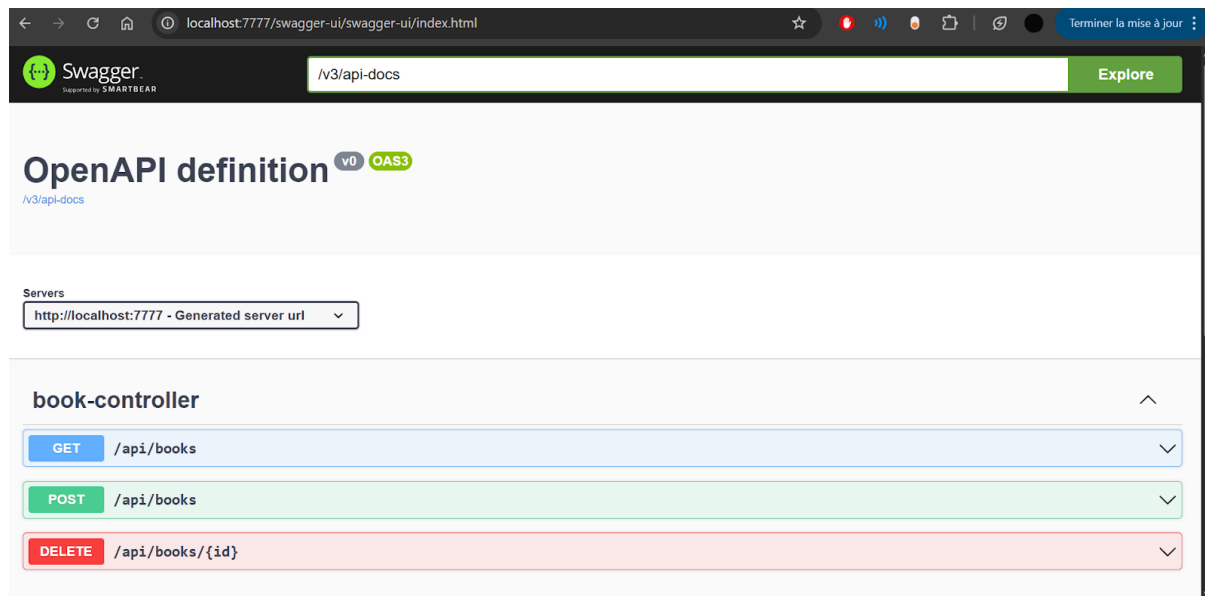 localhost:7777/swagger-ui/swagger-ui/index.html
Terminer la mise à jour
Swagger
Supported by SMARTBEAR
/v3/api-docs
Explore
OpenAPI definition v0 OAS3
/v3/api-docs
Servers
http://localhost:7777 - Generated server url
book-controller
GET /api/books
POST /api/books
DELETE /api/books/{id}